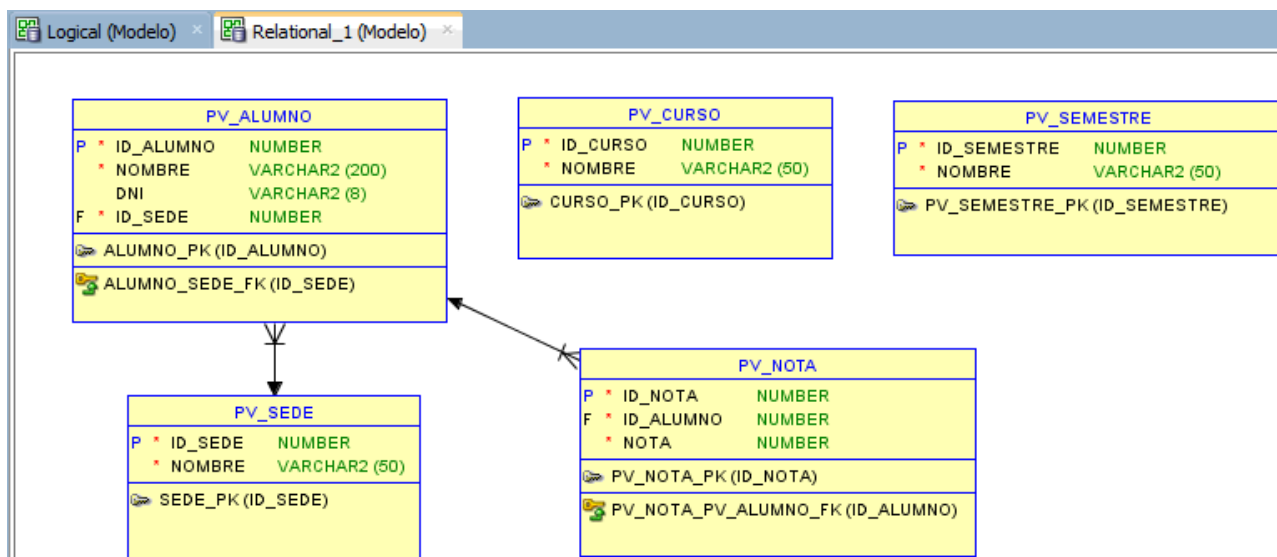 Logical (Modelo) × Relational_1 (Modelo) ×
PV_ALUMNO
P * ID_ALUMNO NUMBER
* NOMBRE VARCHAR2 (200)
DNI VARCHAR2 (8)
F * ID_SEDE NUMBER
ALUMNO_PK (ID_ALUMNO)
ALUMNO_SEDE_FK (ID_SEDE)
PV_CURSO
P * ID_CURSO NUMBER
* NOMBRE VARCHAR2 (50)
CURSO_PK (ID_CURSO)
PV_SEMESTRE
P * ID_SEMESTRE NUMBER
* NOMBRE VARCHAR2 (50)
PV_SEMESTRE_PK (ID_SEMESTRE)
PV_SEDE
P * ID_SEDE NUMBER
* NOMBRE VARCHAR2 (50)
SEDE_PK (ID_SEDE)
PV_NOTA
P * ID_NOTA NUMBER
F * ID_ALUMNO NUMBER
* NOTA NUMBER
PV_NOTA_PK (ID_NOTA)
PV_NOTA_PV_ALUMNO_FK (ID_ALUMNO)